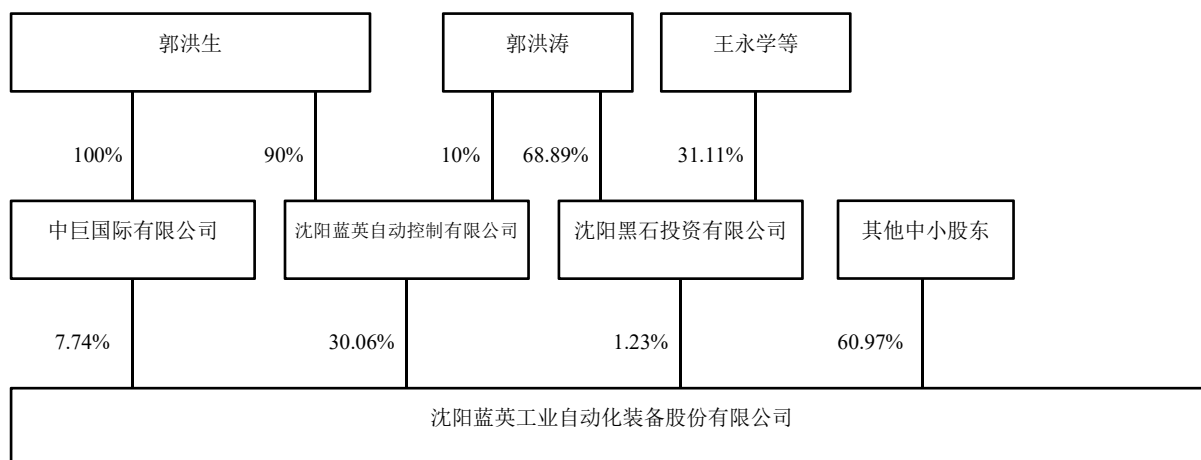 郭洪生
郭洪涛
王永学等
100%
90%
10%
68.89%
31.11%
中巨国际有限公司
沈阳蓝英自动控制有限公司
沈阳黑石投资有限公司
其他中小股东
7.74%
30.06%
1.23%
60.97%
沈阳蓝英工业自动化装备股份有限公司